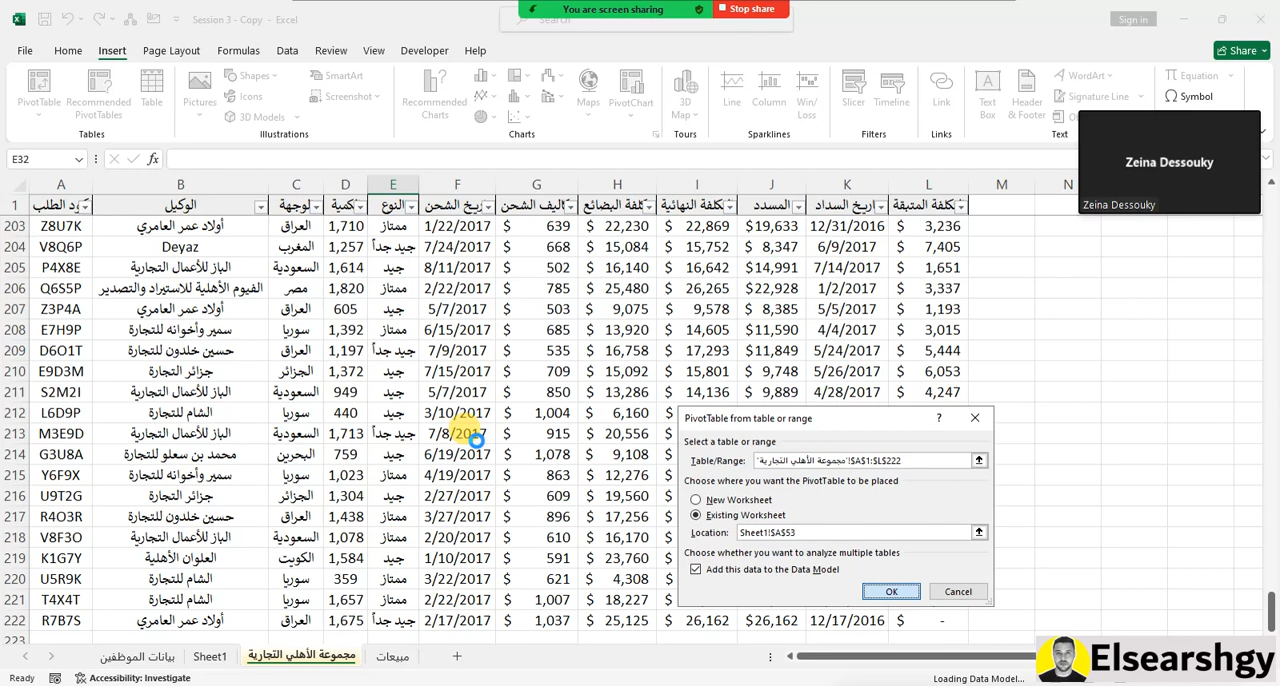 Session 3 - Copy - Excel
Search
You are screen sharing
Stop share
Sign in
File Home Insert Draw Page Layout Formulas Data Review View Developer Help
Share
PivotTable Recommended PivotTables Table
Tables
Pictures Shapes Icons 3D Models SmartArt Screenshot
Illustrations
Recommended Charts Maps PivotChart
Charts
3D Map
Tours
Line Column Win/Loss
Sparklines
Slicer Timeline
Filters
Link
Links
Text Box Header & Footer WordArt Signature Line
Text
Equation Symbol
Zeina Dessouky
Zeina Dessouky
E32 fx
A B C D E F G H I J K L M N
1 الوكيل النوع المسدد
203 Z8U7K أولاد عمر العامري العراق 1,710 ممتاز 1/22/2017 $ 639 $ 22,230 $ 22,869 $19,633 12/31/2016 $ 3,236
204 V8Q6P Deyaz المغرب 1,257 جيد جداً 7/24/2017 $ 668 $ 15,084 $ 15,752 $ 8,347 6/9/2017 $ 7,405
205 P4X8E الباز للأعمال التجارية السعودية 1,614 جيد 8/11/2017 $ 502 $ 16,140 $ 16,642 $14,991 7/14/2017 $ 1,651
206 Q6S5P الفيوم الأهلية للاستيراد والتصدير مصر 1,820 ممتاز 2/22/2017 $ 785 $ 25,480 $ 26,265 $22,928 1/2/2017 $ 3,337
207 Z3P4A أولاد عمر العامري العراق 605 جيد 5/7/2017 $ 503 $ 9,075 $ 9,578 $ 8,385 5/5/2017 $ 1,193
208 E7H9P سمير وأخوانه للتجارة سوريا 1,392 ممتاز 6/15/2017 $ 685 $ 13,920 $ 14,605 $11,590 4/4/2017 $ 3,015
209 D6O1T حسين خلدون للتجارة العراق 1,197 جيد جداً 7/9/2017 $ 535 $ 16,758 $ 17,293 $11,849 5/24/2017 $ 5,444
210 E9D3M جزائر التجارة الجزائر 1,372 جيد 7/15/2017 $ 709 $ 15,092 $ 15,801 $ 9,748 5/26/2017 $ 6,053
211 S2M2I الباز للأعمال التجارية السعودية 949 جيد 5/7/2017 $ 850 $ 13,286 $ 14,136 $ 9,889 4/28/2017 $ 4,247
212 L6D9P الشام للتجارة سوريا 440 جيد 3/10/2017 $ 1,004 $ 6,160 $
213 M3E9D الباز للأعمال التجارية السعودية 1,713 جيد جداً 7/8/2017 $ 915 $ 20,556 $
214 G3U8A محمد بن سعلو للتجارة البحرين 759 جيد 6/19/2017 $ 1,078 $ 9,108 $
215 Y6F9X سمير وأخوانه للتجارة سوريا 1,023 ممتاز 4/19/2017 $ 863 $ 12,276 $
216 U9T2G جزائر التجارة الجزائر 1,304 جيد 2/27/2017 $ 609 $ 19,560 $
217 R4O3R حسين خلدون للتجارة العراق 1,438 ممتاز 3/27/2017 $ 896 $ 17,256 $
218 V8F3O الباز للأعمال التجارية السعودية 1,078 ممتاز 2/20/2017 $ 610 $ 16,170 $
219 K1G7Y العلوان الأهلية الكويت 1,584 جيد 1/10/2017 $ 591 $ 23,760 $
220 U5R9K الشام للتجارة سوريا 359 ممتاز 3/22/2017 $ 621 $ 4,308 $
221 T4X4T الشام للتجارة سوريا 1,657 ممتاز 2/22/2017 $ 1,007 $ 18,227 $
222 R7B7S أولاد عمر العامري العراق 1,675 جيد جداً 2/17/2017 $ 1,037 $ 25,125 $ 26,162 $26,162 12/17/2016 $ -
223
PivotTable from table or range ?
Select a table or range
Table/Range: 'مجموعة الأهلي التجارية'!$A$1:$L$222
Choose where you want the PivotTable to be placed
New Worksheet
Existing Worksheet
Location: Sheet1!$A$53
Choose whether you want to analyze multiple tables
Add this data to the Data Model
OK Cancel
بيانات الموظفين Sheet1 مجموعة الأهلي التجارية مبيعات
Ready Accessibility: Investigate Loading Data Model...
Elsearshgy